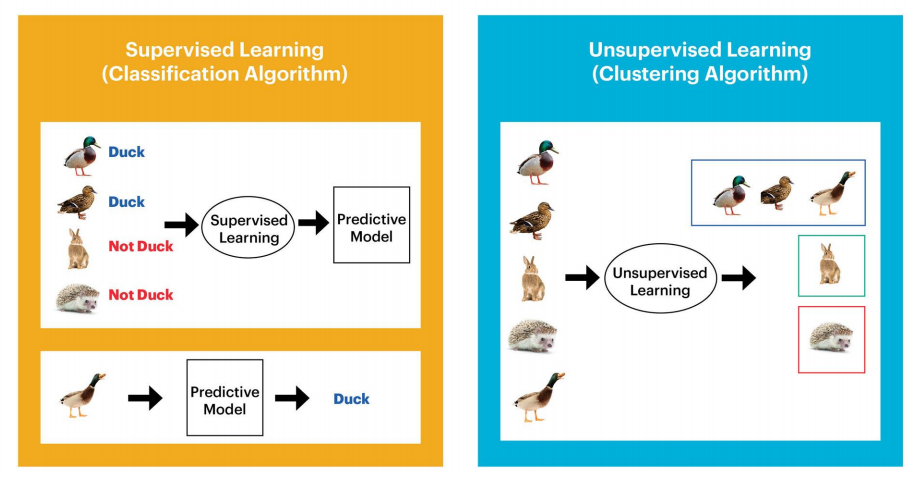 Supervised Learning
(Classification Algorithm)
Duck
Duck
Not Duck
Not Duck
Supervised
Learning
Predictive
Model
Predictive
Model
Duck
Unsupervised Learning
(Clustering Algorithm)
Unsupervised
Learning